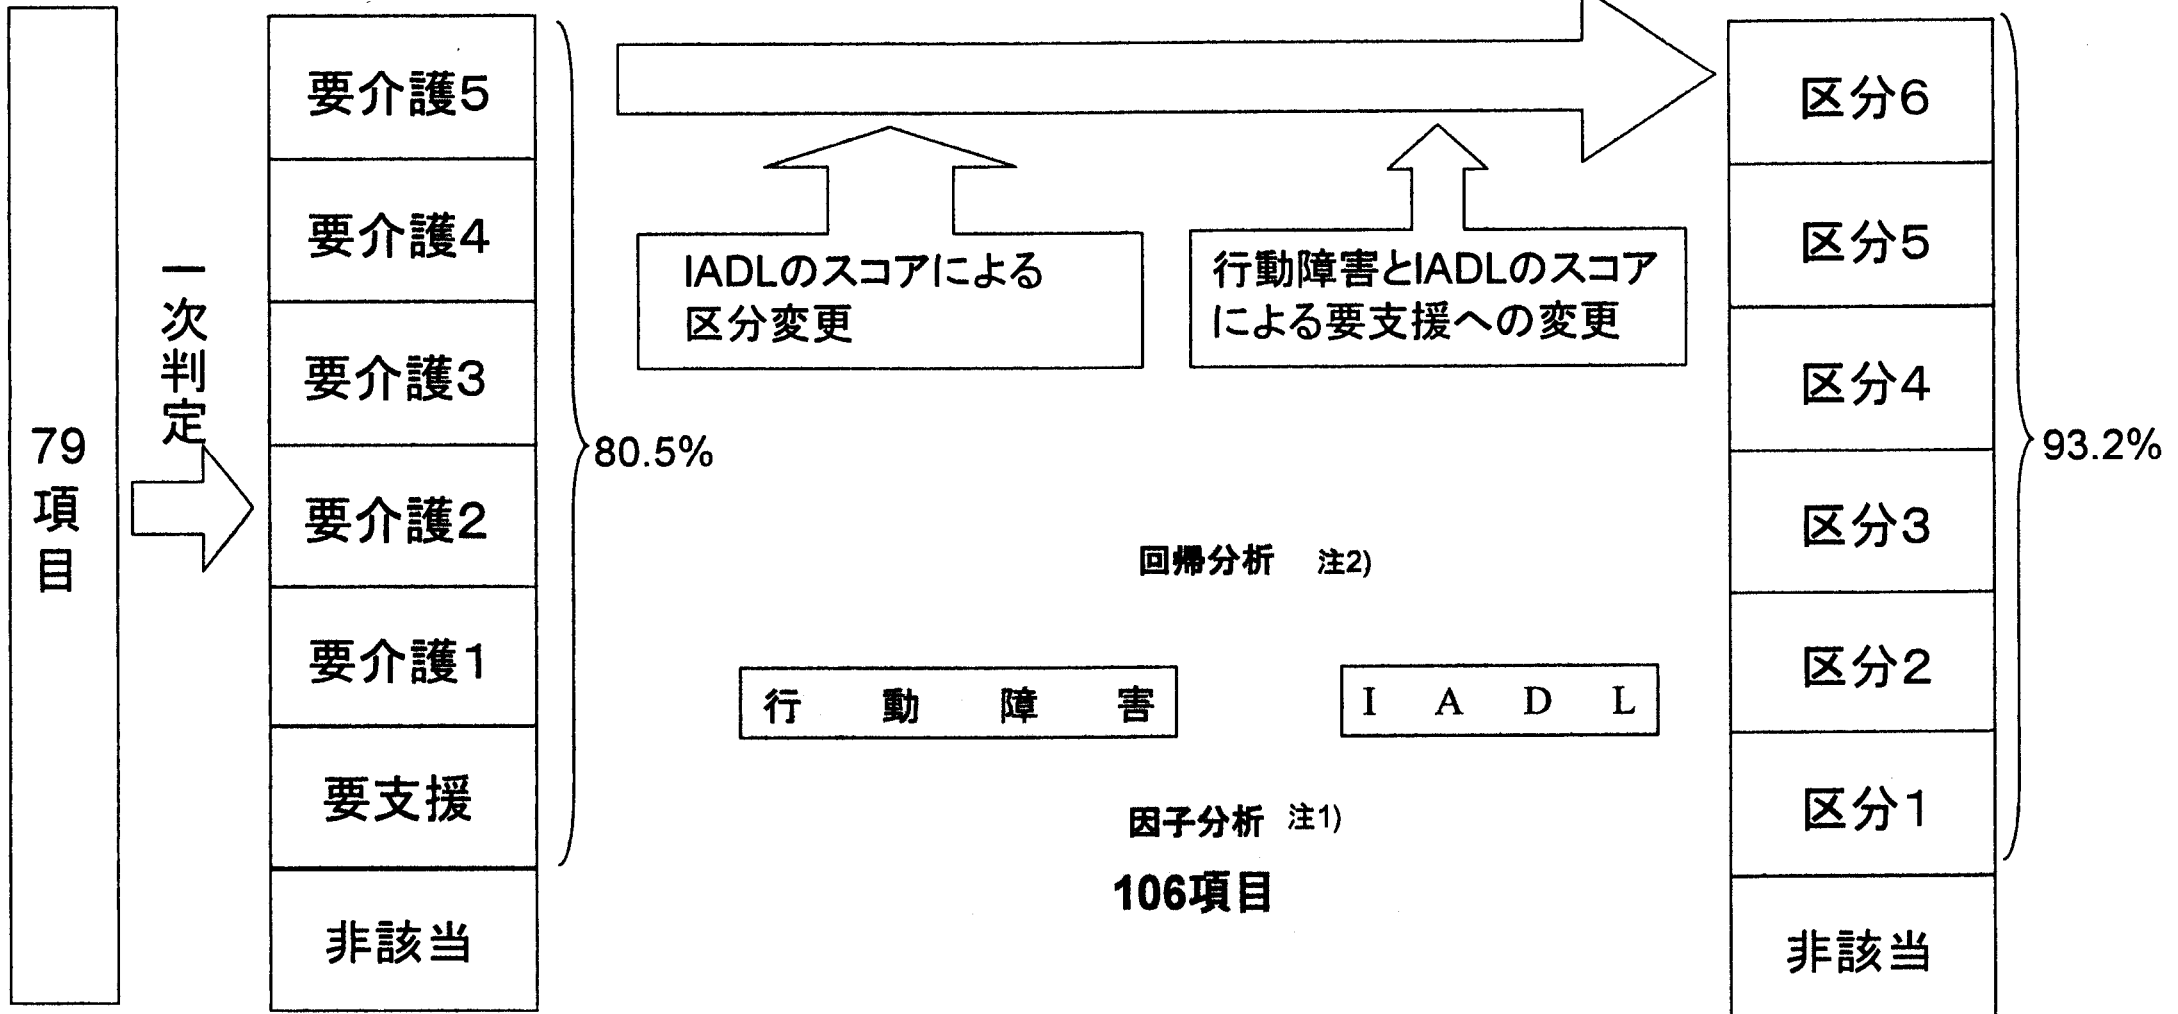 79
項
目
一次判定
要介護5
要介護4
要介護3
要介護2
要介護1
要支援
非該当
80.5%
IADLのスコアによる
区分変更
行動障害とIADLのスコア
による要支援への変更
回帰分析 注2)
行 動 障 害
I A D L
因子分析 注1)
106項目
区分6
区分5
区分4
区分3
区分2
区分1
非該当
93.2%